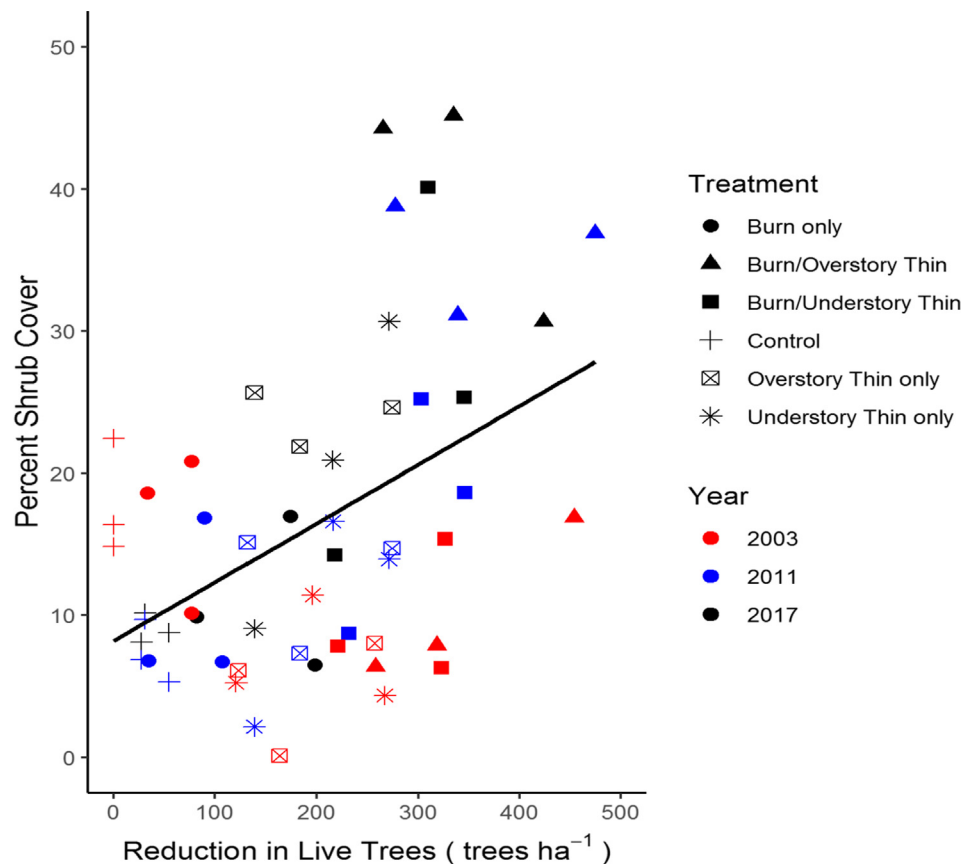 50
40
30
20
10
0
Percent Shrub Cover
0 100 200 300 400 500
Reduction in Live Trees ( trees ha⁻¹ )
Treatment
Burn only
Burn/Overstory Thin
Burn/Understory Thin
Control
Overstory Thin only
Understory Thin only
Year
2003
2011
2017